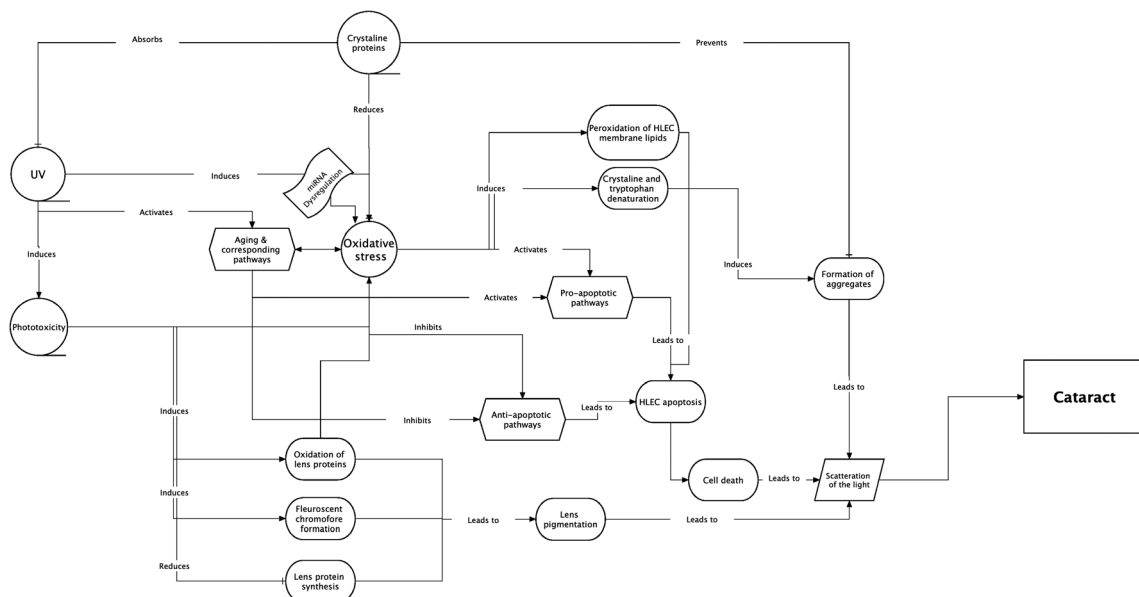 Absorbs
Crystaline
proteins
Prevents
Reduces
Peroxidation of HLEC
membrane lipids
UV
Induces
miRNA
Dysregulation
Induces
Crystaline and
tryptophan
denaturation
Activates
Aging &
corresponding
pathways
Oxidative
stress
Activates
Induces
Induces
Formation of
aggregates
Activates
Pro-apoptotic
pathways
Phototoxicity
Inhibits
Leads to
Leads to
Cataract
Induces
Inhibits
Anti-apoptotic
pathways
Leads to
HLEC apoptosis
Oxidation of
lens proteins
Cell death
Leads to
Scatteration
of the light
Induces
Fleuroscent
chromofore
formation
Leads to
Lens
pigmentation
Leads to
Reduces
Lens protein
synthesis